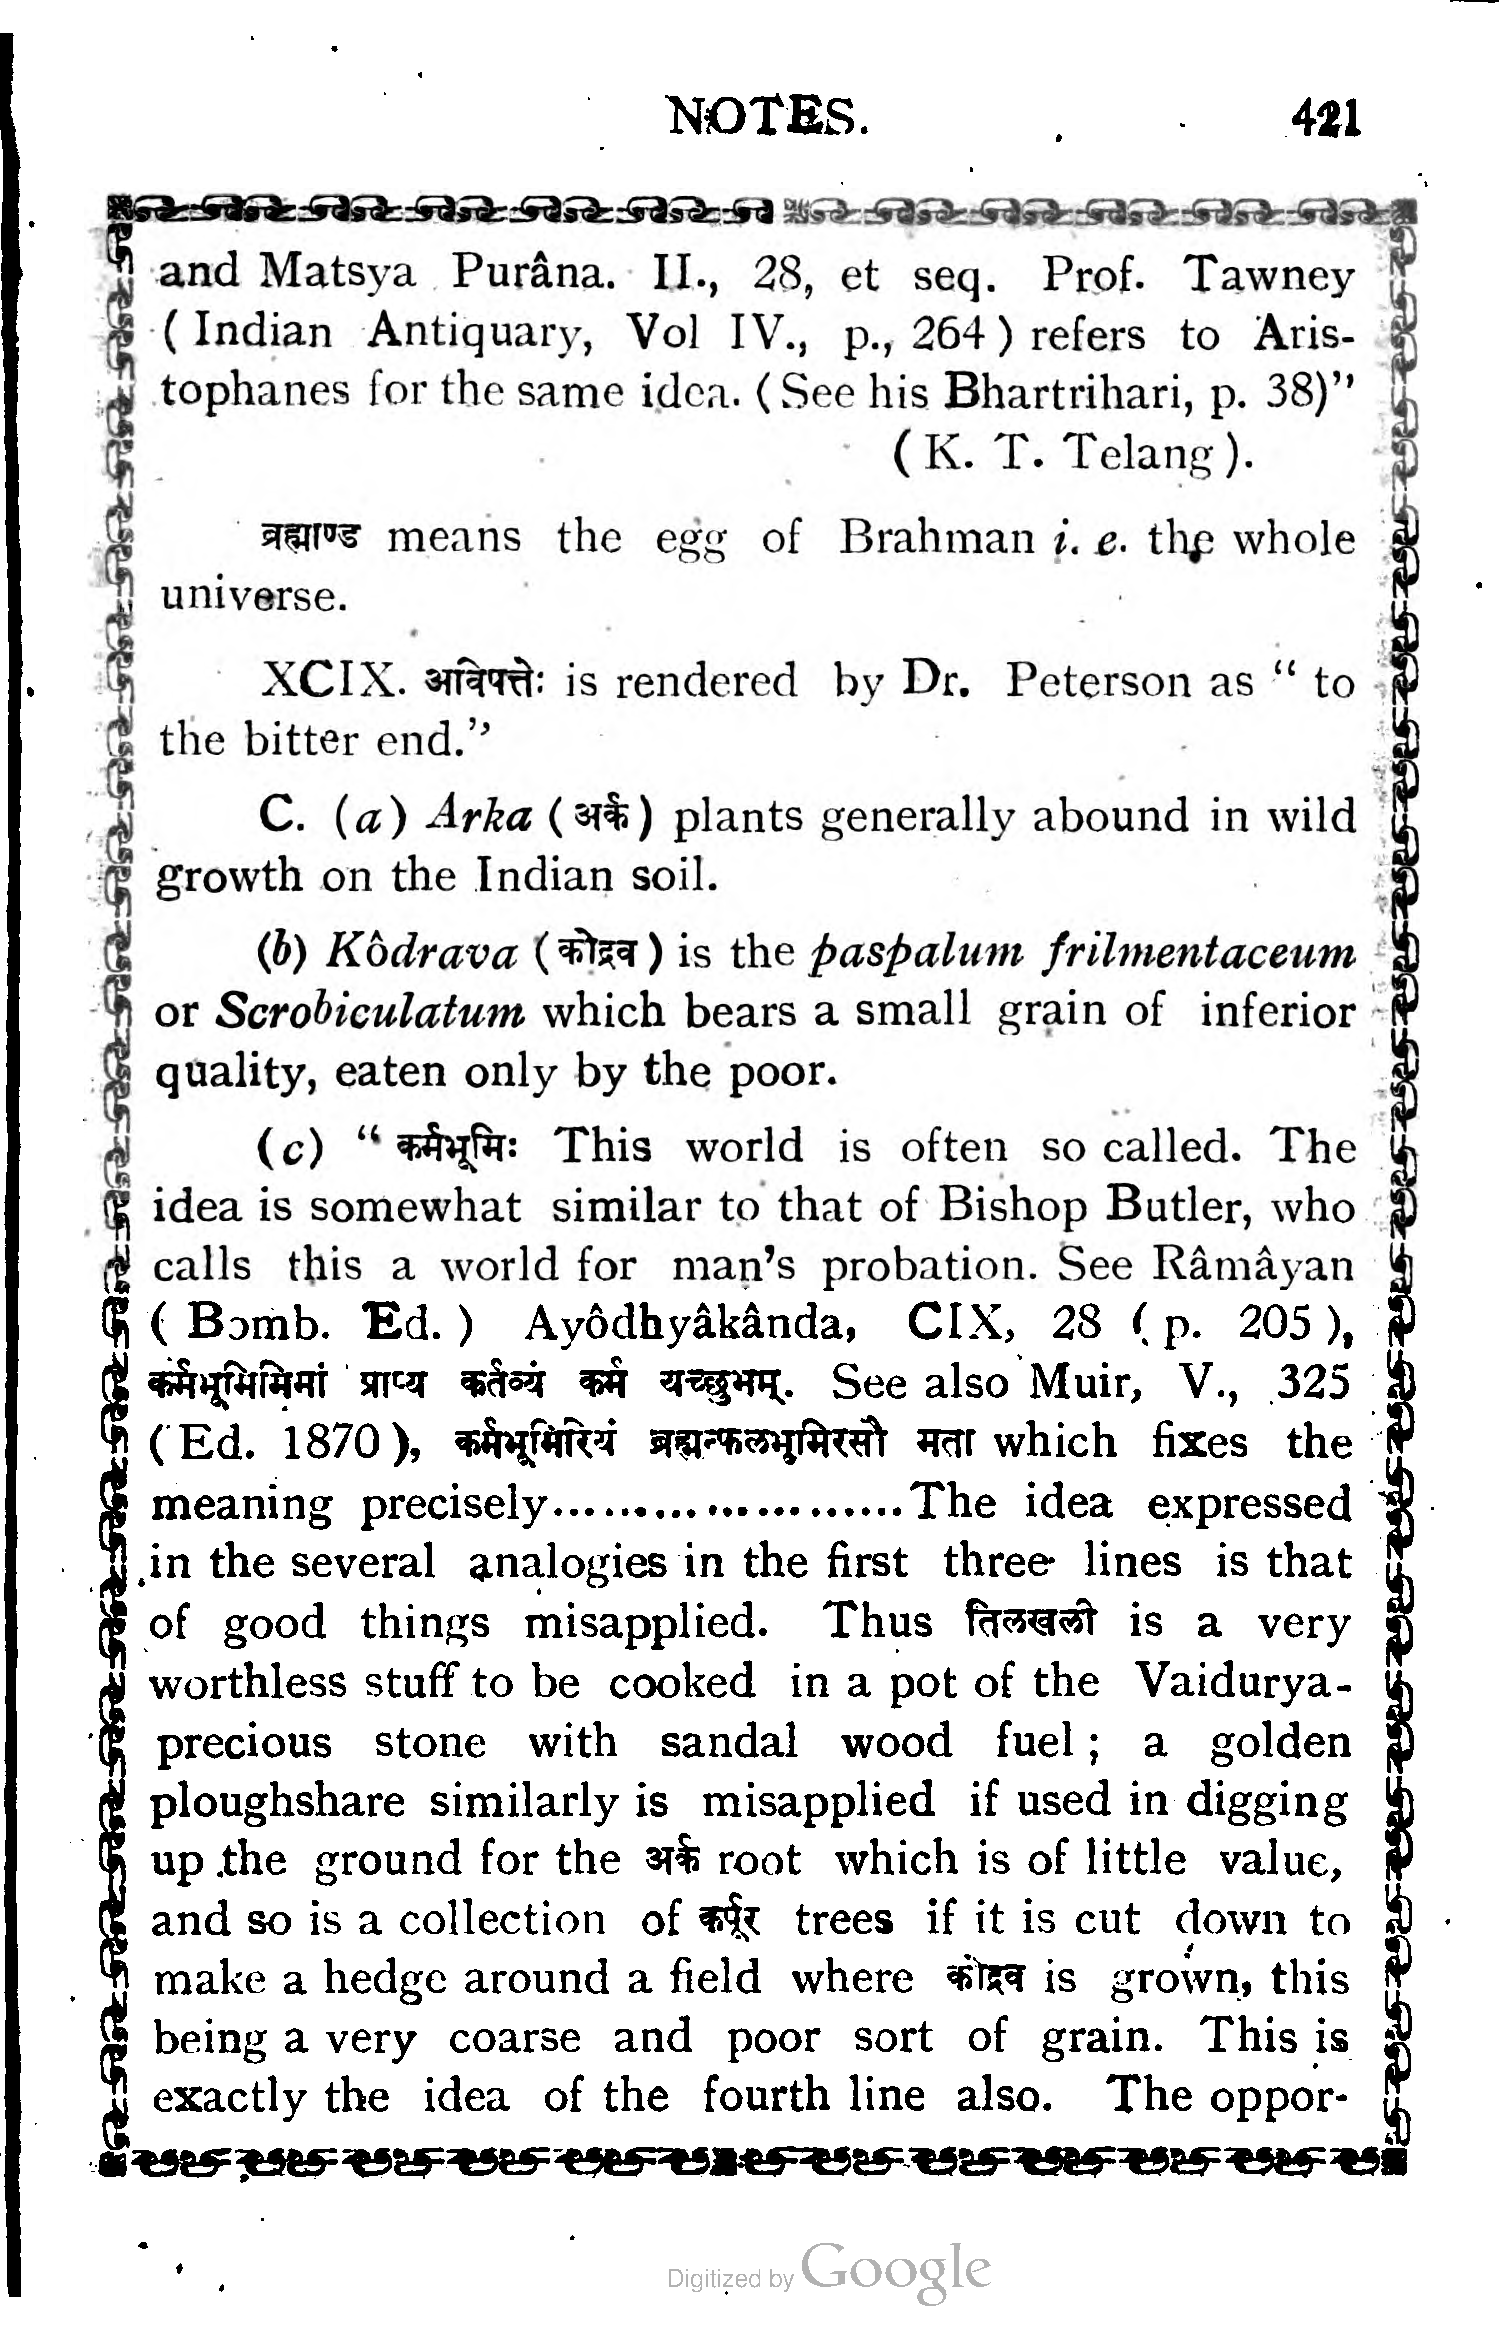 NOTES. 421
and Matsya Purâna. II., 28, et seq. Prof. Tawney
( Indian Antiquary, Vol IV., p., 264 ) refers to Aris-
tophanes for the same idea. ( See his Bhartrihari, p. 38)”
( K. T. Telang ).
ब्रह्माण्ड means the egg of Brahman i. e. the whole
universe.
XCIX. आविपत्तेः is rendered by Dr. Peterson as “ to
the bitter end.”
C. (a) Arka ( अर्क ) plants generally abound in wild
growth on the Indian soil.
(b) Kôdrava ( कोद्रव ) is the paspalum frilmentaceum
or Scrobiculatum which bears a small grain of inferior
quality, eaten only by the poor.
(c) “ कर्मभूमिः This world is often so called. The
idea is somewhat similar to that of Bishop Butler, who
calls this a world for man’s probation. See Râmâyan
( Bomb. Ed. ) Ayôdhyâkânda, CIX, 28 ( p. 205 ),
कर्मभूमिमिमां प्राप्य कर्तव्यं कर्म यच्छुभम्. See also Muir, V., 325
( Ed. 1870 ), कर्मभूमिरियं ब्रह्मन्फलभूमिरसौ मता which fixes the
meaning precisely.....................The idea expressed
in the several analogies in the first three lines is that
of good things misapplied. Thus तिलखली is a very
worthless stuff to be cooked in a pot of the Vaidurya-
precious stone with sandal wood fuel ; a golden
ploughshare similarly is misapplied if used in digging
up the ground for the अर्क root which is of little value,
and so is a collection of कर्पूर trees if it is cut down to
make a hedge around a field where कोद्रव is grown, this
being a very coarse and poor sort of grain. This is
exactly the idea of the fourth line also. The oppor-
Digitized by Google